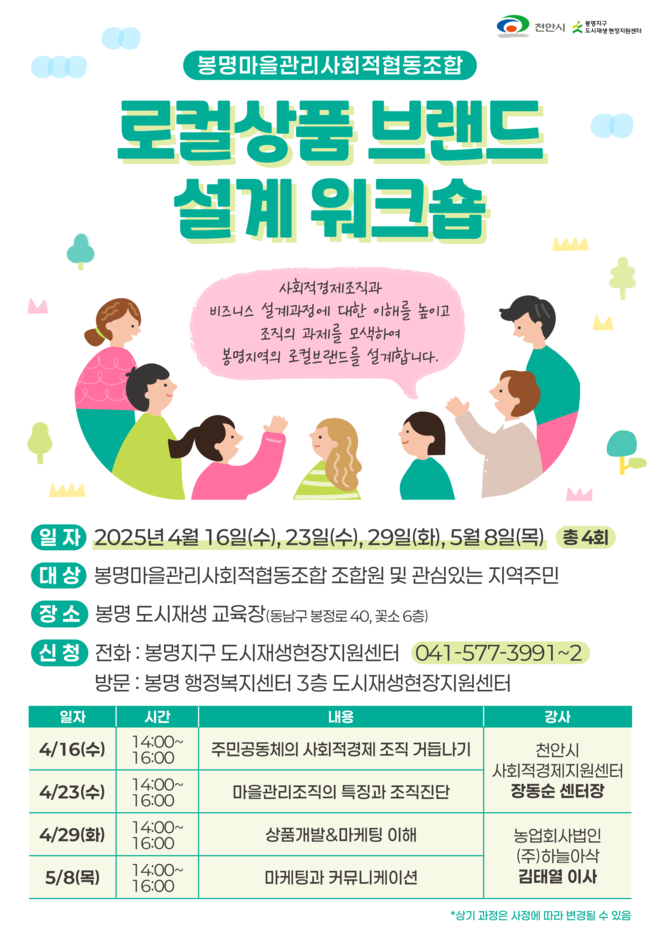 천안시
봉명지구
도시재생 현장지원센터
봉명마을관리사회적협동조합
로컬상품 브랜드
설계 워크숍
사회적경제조직과
비즈니스 설계과정에 대한 이해를 높이고
조직의 과제를 모색하여
봉명지역의 로컬브랜드를 설계합니다.
일 자 2025년 4월 16일(수), 23일(수), 29일(화), 5월 8일(목) 총 4회
대 상 봉명마을관리사회적협동조합 조합원 및 관심있는 지역주민
장 소 봉명 도시재생 교육장(동남구 봉정로 40, 꽃소 6층)
신 청 전화 : 봉명지구 도시재생현장지원센터 041-577-3991~2
방문 : 봉명 행정복지센터 3층 도시재생현장지원센터
일자 시간 내용 강사
4/16(수) 14:00~
16:00 주민공동체의 사회적경제 조직 거듭나기
4/23(수) 14:00~
16:00 마을관리조직의 특징과 조직진단
천안시
사회적경제지원센터
장동순 센터장
4/29(화) 14:00~
16:00 상품개발&마케팅 이해
5/8(목) 14:00~
16:00 마케팅과 커뮤니케이션
농업회사법인
(주)하늘아삭
김태열 이사
*상기 과정은 사정에 따라 변경될 수 있음